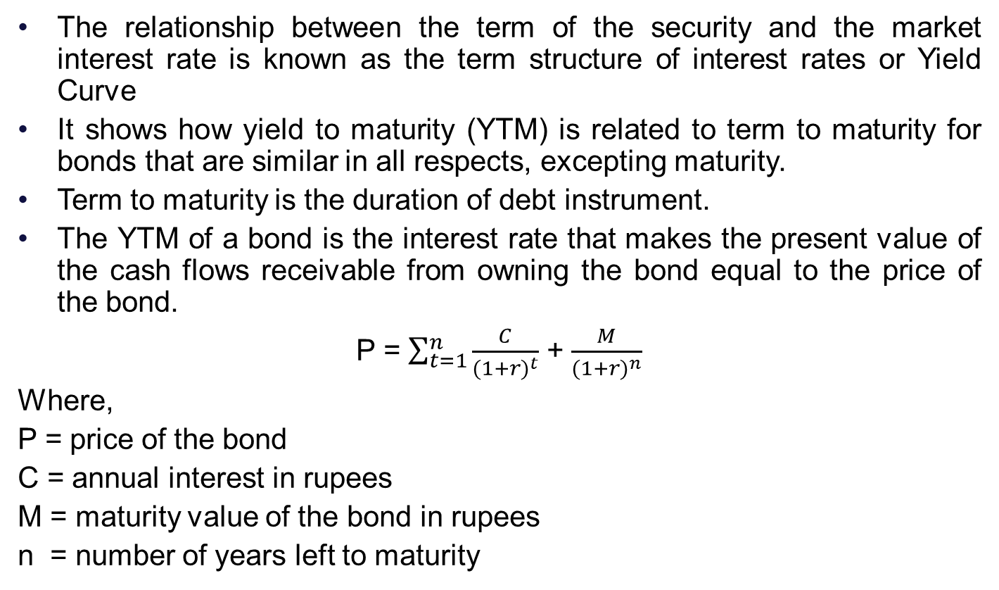 • The relationship between the term of the security and the market
interest rate is known as the term structure of interest rates or Yield
Curve
• It shows how yield to maturity (YTM) is related to term to maturity for
bonds that are similar in all respects, excepting maturity.
• Term to maturity is the duration of debt instrument.
• The YTM of a bond is the interest rate that makes the present value of
the cash flows receivable from owning the bond equal to the price of
the bond.
P = ∑ⁿₜ₌₁ C/(1+r)ᵗ + M/(1+r)ⁿ
Where,
P = price of the bond
C = annual interest in rupees
M = maturity value of the bond in rupees
n = number of years left to maturity